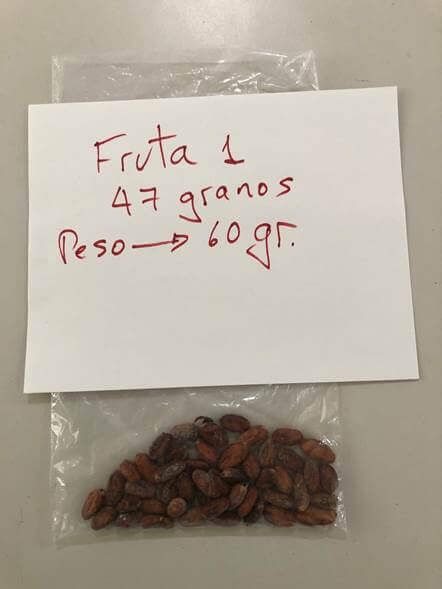 Fruta 1
47 granos
Peso → 60 gr.